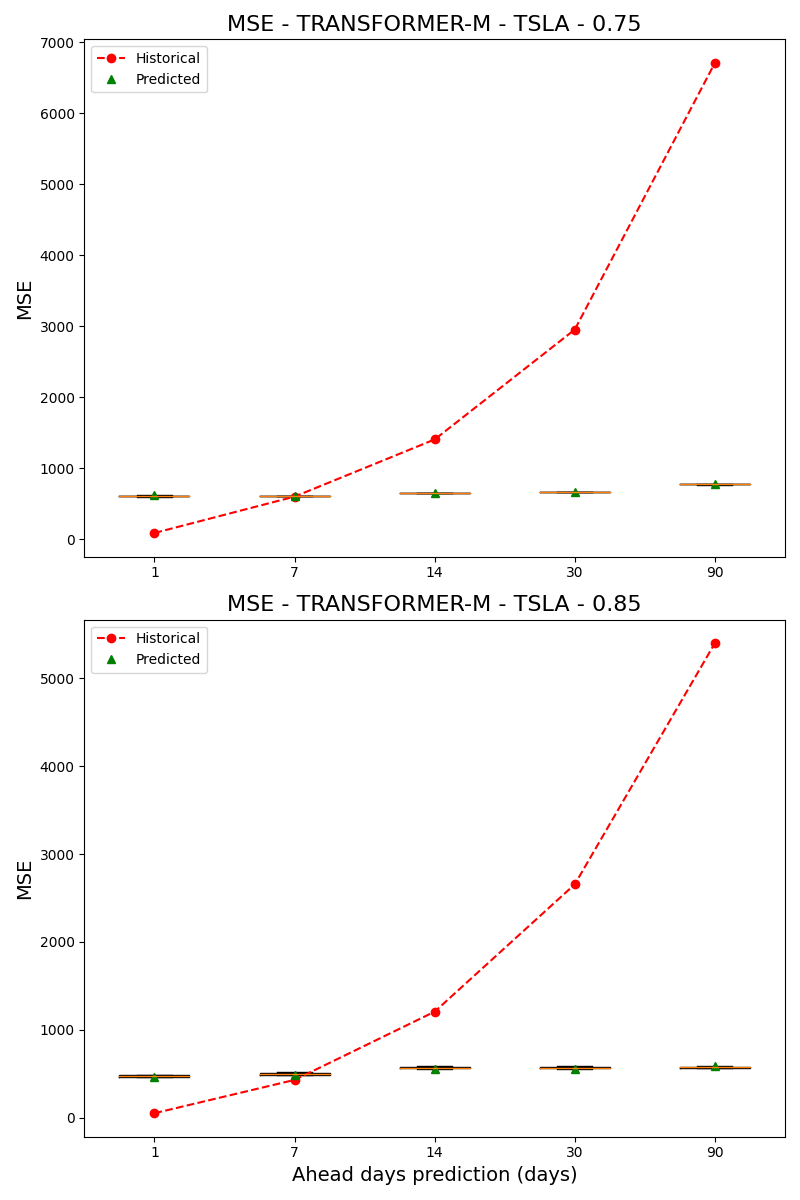 MSE - TRANSFORMER-M - TSLA - 0.75
Historical
Predicted
MSE
7000
6000
5000
4000
3000
2000
1000
0
1 7 14 30 90
MSE - TRANSFORMER-M - TSLA - 0.85
Historical
Predicted
MSE
5000
4000
3000
2000
1000
0
1 7 14 30 90
Ahead days prediction (days)